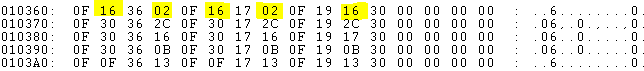 010360: 0F 16 36 02 0F 16 17 02 0F 19 16 30 00 00 00 00 : ..6........0.
010370: 0F 30 36 2C 0F 30 17 2C 0F 19 2C 30 00 00 00 00 : .06..0.....0.
010380: 0F 30 36 16 0F 30 17 16 0F 19 17 30 00 00 00 00 : .06..0.....0.
010390: 0F 30 36 0B 0F 30 17 0B 0F 19 0B 30 00 00 00 00 : .06..0.....0.
0103A0: 0F 0F 36 13 0F 0F 17 13 0F 19 13 30 00 00 00 00 : ..6........0.